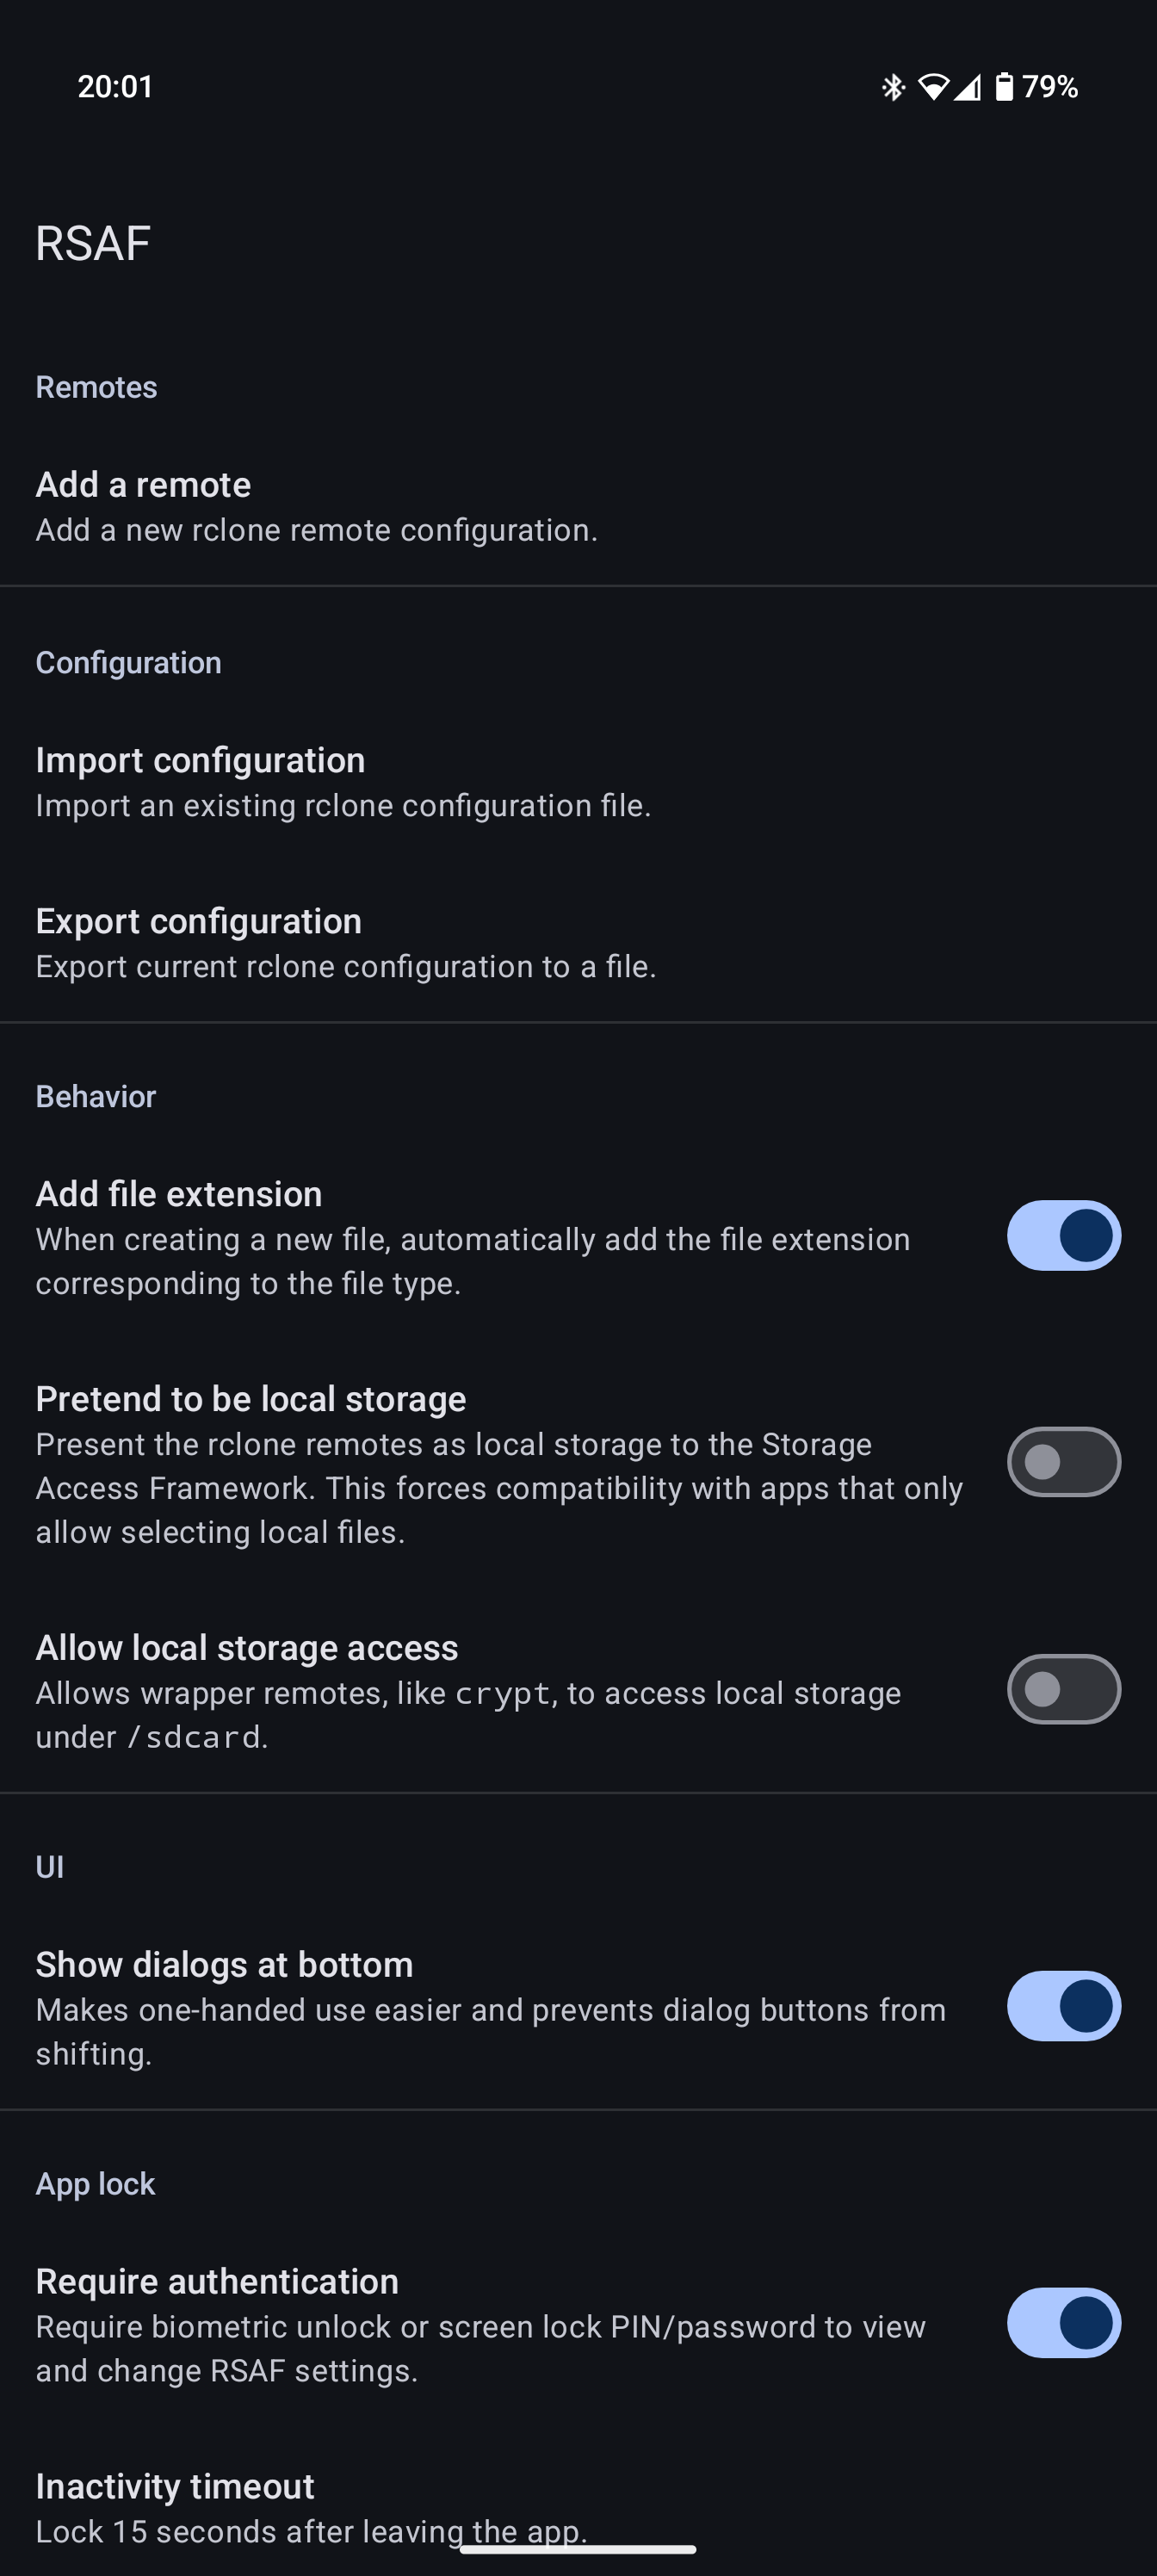 20:01
79%
RSAF
Remotes
Add a remote
Add a new rclone remote configuration.
Configuration
Import configuration
Import an existing rclone configuration file.
Export configuration
Export current rclone configuration to a file.
Behavior
Add file extension
When creating a new file, automatically add the file extension
corresponding to the file type.
Pretend to be local storage
Present the rclone remotes as local storage to the Storage
Access Framework. This forces compatibility with apps that only
allow selecting local files.
Allow local storage access
Allows wrapper remotes, like crypt, to access local storage
under /sdcard.
UI
Show dialogs at bottom
Makes one-handed use easier and prevents dialog buttons from
shifting.
App lock
Require authentication
Require biometric unlock or screen lock PIN/password to view
and change RSAF settings.
Inactivity timeout
Lock 15 seconds after leaving the app.